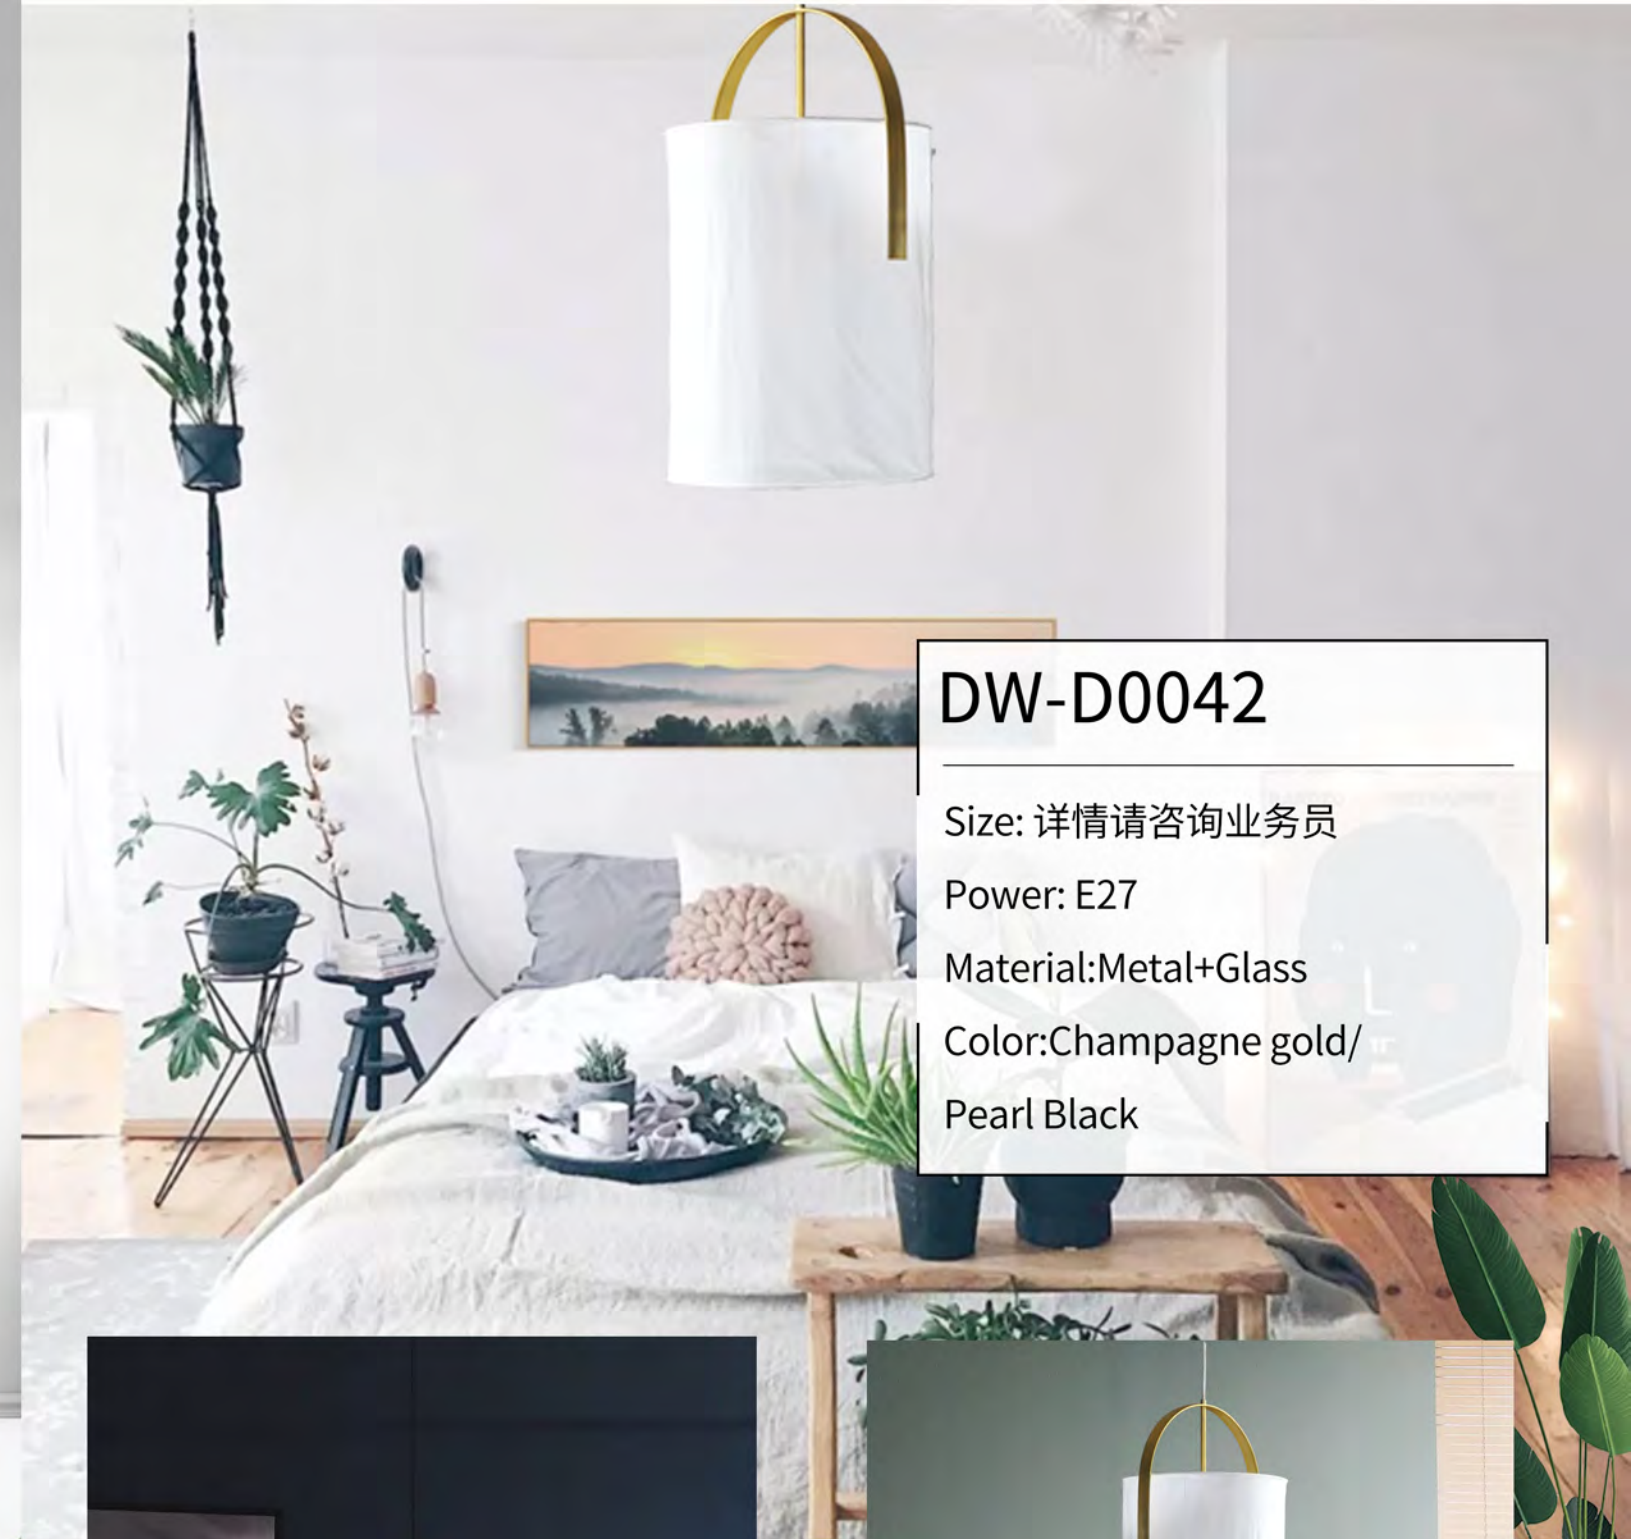 DW-D0042
Size: 详情请咨询业务员
Power: E27
Material:Metal+Glass
Color:Champagne gold/
Pearl Black